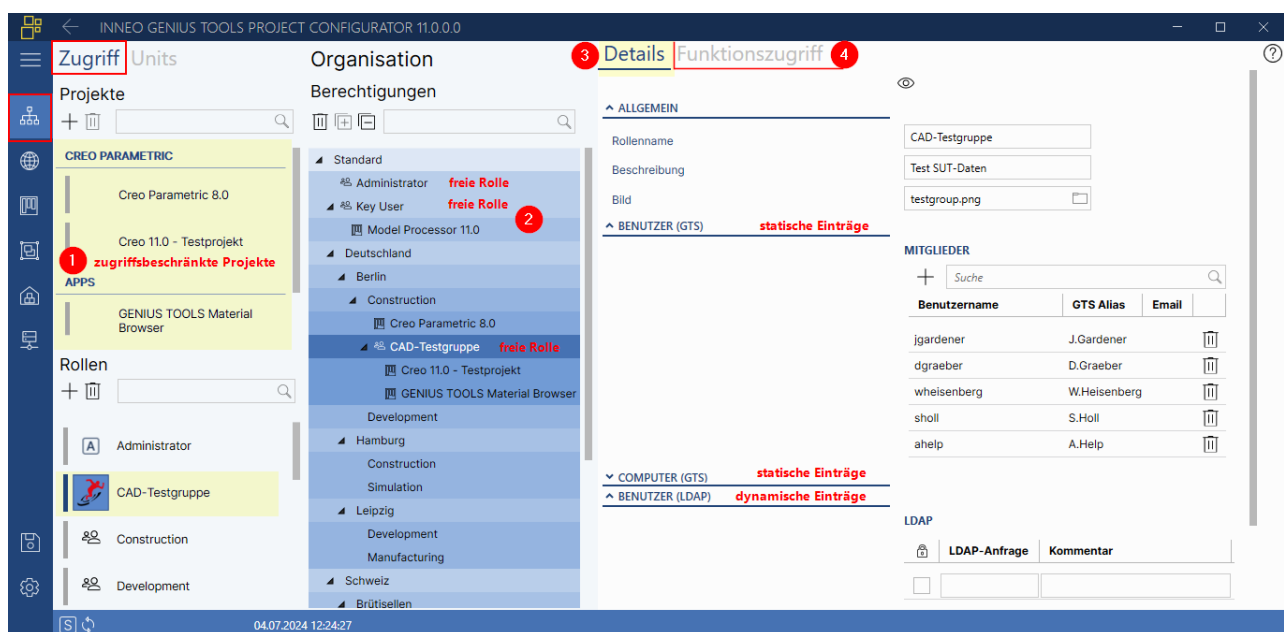 INNEO GENIUS TOOLS PROJECT CONFIGURATOR 11.0.0.0
Zugriff Units
Projekte
CREO PARAMETRIC
Creo Parametric 8.0
Creo 11.0 - Testprojekt
1 zugriffsbeschränkte Projekte
APPS
GENIUS TOOLS Material
Browser
Rollen
A Administrator
CAD-Testgruppe
Construction
Development
Organisation
Berechtigungen
Standard
Administrator freie Rolle
Key User freie Rolle
2
Model Processor 11.0
Deutschland
Berlin
Construction
Creo Parametric 8.0
CAD-Testgruppe freie Rolle
Creo 11.0 - Testprojekt
GENIUS TOOLS Material Browser
Development
Hamburg
Construction
Simulation
Leipzig
Development
Manufacturing
Schweiz
Brütisellen
3 Details Funktionszugriff 4
?
ALLGEMEIN
Rollenname CAD-Testgruppe
Beschreibung Test SUT-Daten
Bild testgroup.png
BENUTZER (GTS) statische Einträge
MITGLIEDER
Suche
Benutzername GTS Alias Email
jgardener J.Gardener
dgraeber D.Graeber
wheisenberg W.Heisenberg
sholl S.Holl
ahelp A.Help
COMPUTER (GTS) statische Einträge
BENUTZER (LDAP) dynamische Einträge
LDAP
LDAP-Anfrage Kommentar
S 04.07.2024 12:24:27